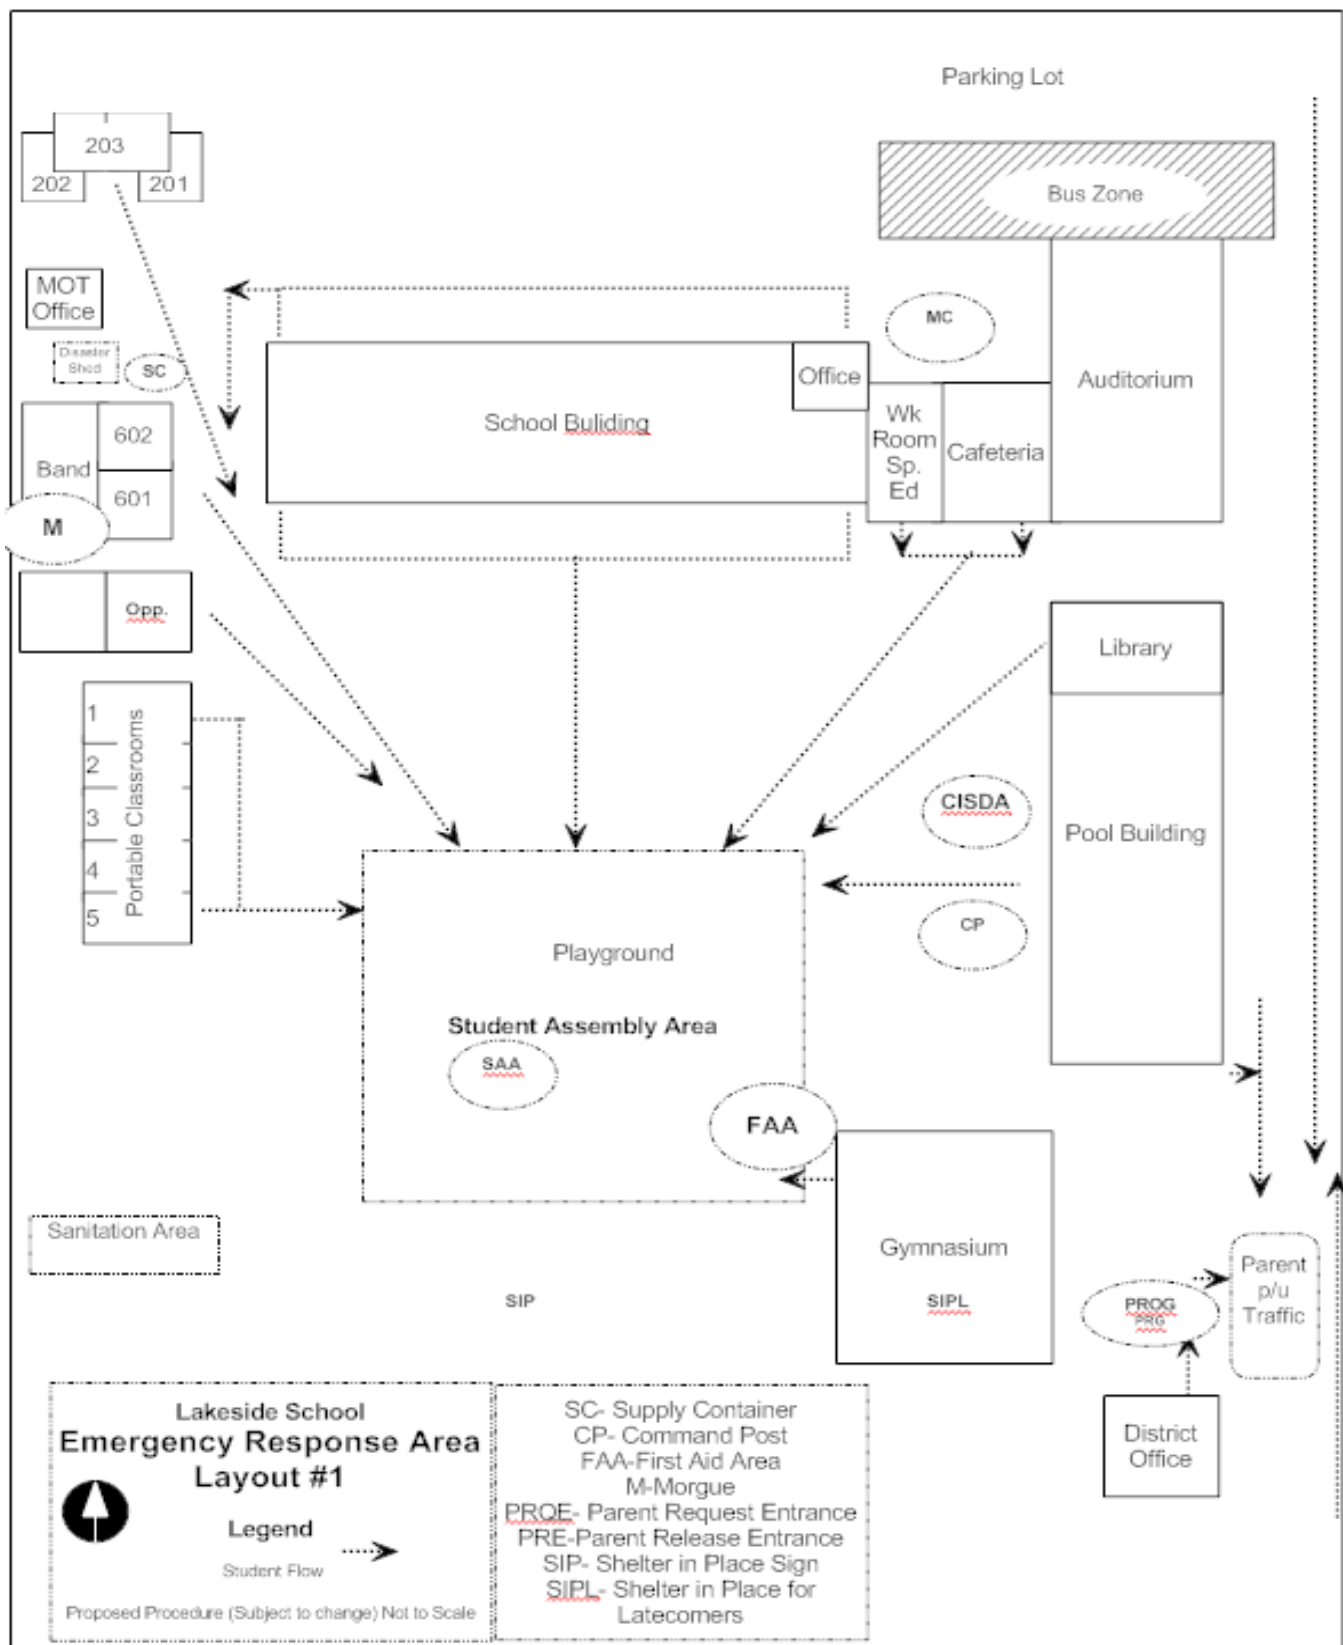 Parking Lot
203
202
201
Bus Zone
MOT
Office
MC
Disaster
Shed
SC
Office
Auditorium
School Buliding
Wk
Room
Sp.
Ed
Cafeteria
602
Band
601
M
Opp.
Library
1
2
3
4
5
Portable Classrooms
CISDA
Pool Building
CP
Playground
Student Assembly Area
SAA
FAA
Sanitation Area
Gymnasium
SIPL
SIP
Parent
p/u
Traffic
PROG
PRG
District
Office
Lakeside School
Emergency Response Area
Layout #1
Legend
Student Flow
Proposed Procedure (Subject to change) Not to Scale
SC- Supply Container
CP- Command Post
FAA-First Aid Area
M-Morgue
PRQE- Parent Request Entrance
PRE-Parent Release Entrance
SIP- Shelter in Place Sign
SIPL- Shelter in Place for
Latecomers